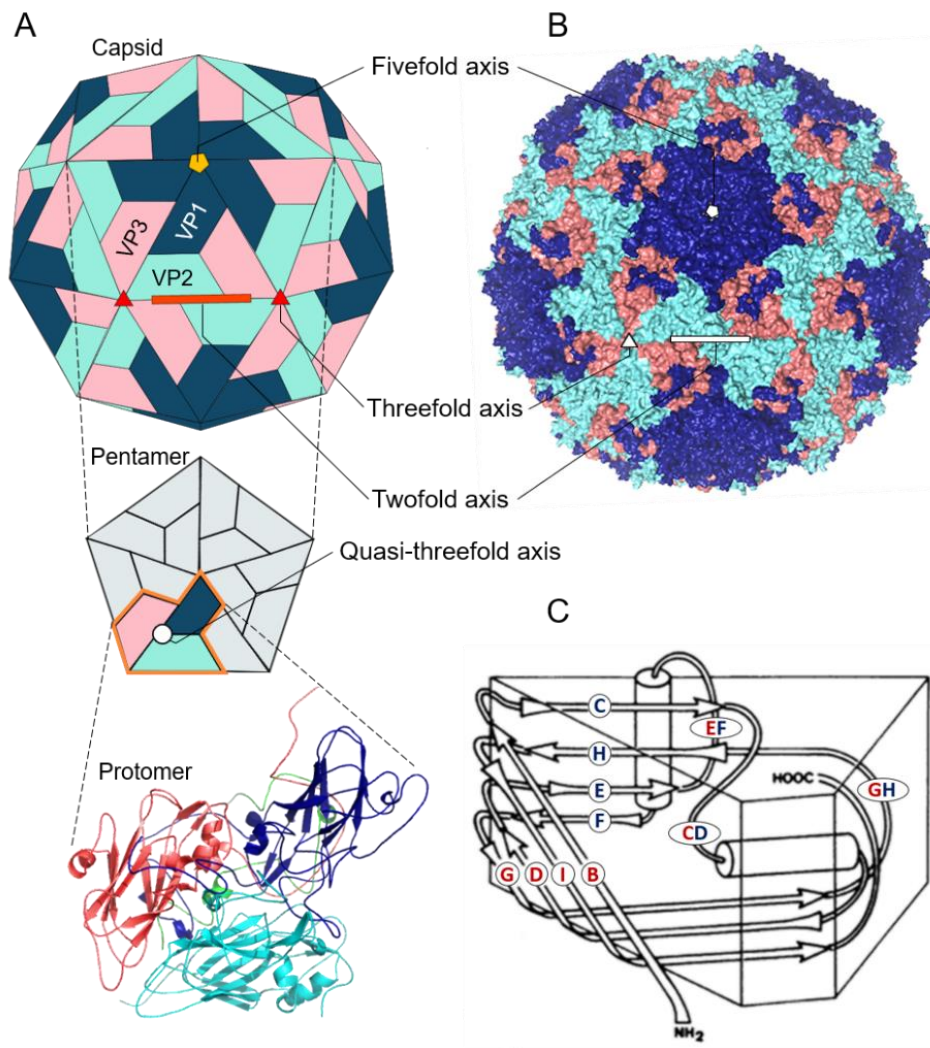 A
B
Capsid
Fivefold axis
VP3
VP1
VP2
Threefold axis
Pentamer
Twofold axis
Quasi-threefold axis
C
Protomer
C
EF
H
HOOC
GH
E
F
CD
G D I B
NH2